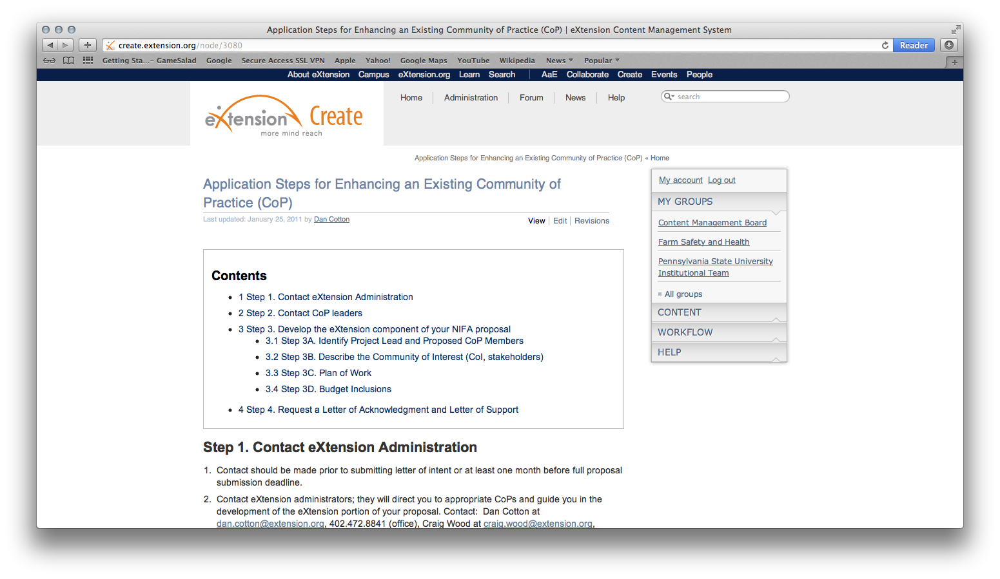 Application Steps for Enhancing an Existing Community of Practice (CoP) | eXtension Content Management System
create.extension.org/node/3080
Reader
Getting Sta...– GameSalad Google Secure Access SSL VPN Apple Yahoo! Google Maps YouTube Wikipedia News Popular
About eXtension Campus eXtension.org Learn Search AaE Collaborate Create Events People
Home Administration Forum News Help
search
eXtension Create
more mind reach
Application Steps for Enhancing an Existing Community of Practice (CoP) « Home
Application Steps for Enhancing an Existing Community of
Practice (CoP)
Last updated: January 25, 2011 by Dan Cotton
View Edit Revisions
Contents
1 Step 1. Contact eXtension Administration
2 Step 2. Contact CoP leaders
3 Step 3. Develop the eXtension component of your NIFA proposal
3.1 Step 3A. Identify Project Lead and Proposed CoP Members
3.2 Step 3B. Describe the Community of Interest (CoI, stakeholders)
3.3 Step 3C. Plan of Work
3.4 Step 3D. Budget Inclusions
4 Step 4. Request a Letter of Acknowledgment and Letter of Support
Step 1. Contact eXtension Administration
1. Contact should be made prior to submitting letter of intent or at least one month before full proposal
submission deadline.
2. Contact eXtension administrators; they will direct you to appropriate CoPs and guide you in the
development of the eXtension portion of your proposal. Contact: Dan Cotton at
dan.cotton@extension.org, 402.472.8841 (office), Craig Wood at craig.wood@extension.org,
My account Log out
MY GROUPS
Content Management Board
Farm Safety and Health
Pennsylvania State University
Institutional Team
All groups
CONTENT
WORKFLOW
HELP